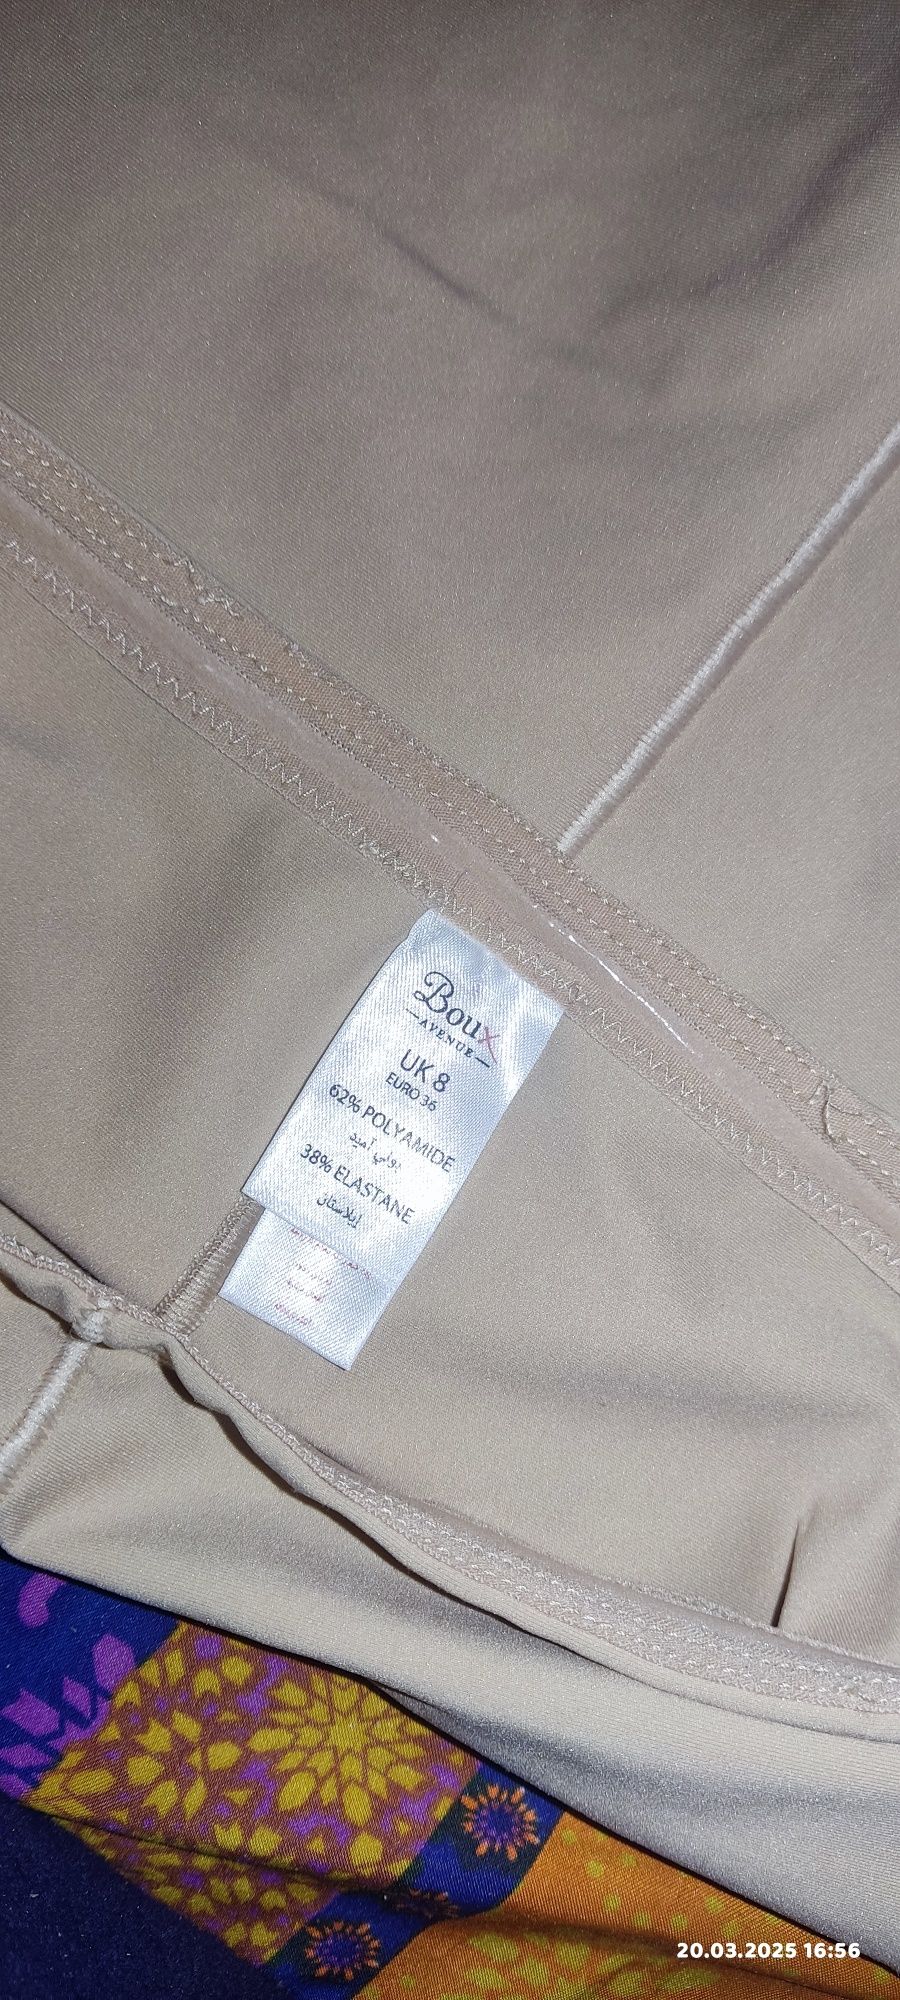 Boux
AVENUE
UK 8
EURO 36
62% POLYAMIDE
بولي أميد
38% ELASTANE
إيلاستان
20.03.2025 16:56